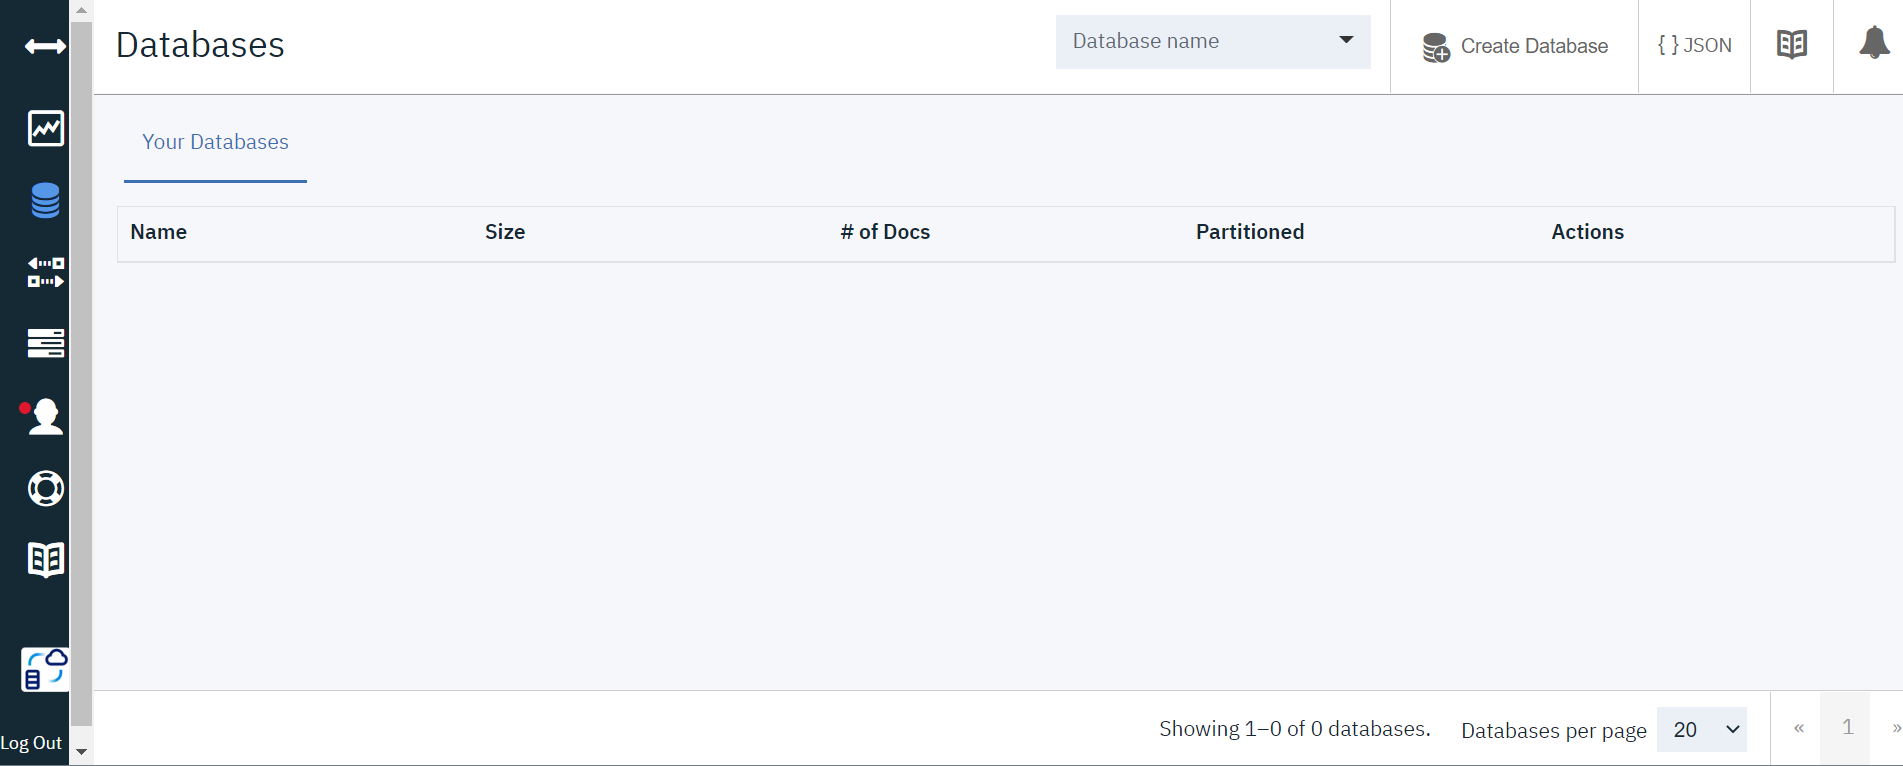 Databases
Database name
Create Database
{ } JSON
Your Databases
Name Size # of Docs Partitioned Actions
Showing 1–0 of 0 databases. Databases per page 20 « 1 »
Log Out